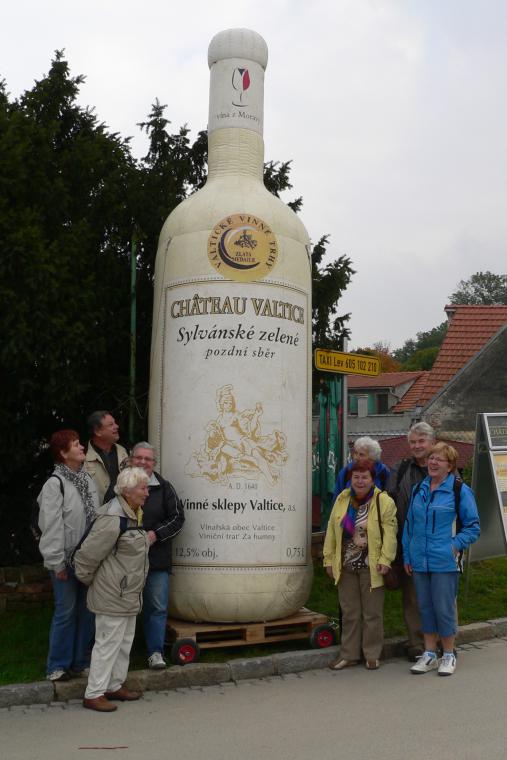 vína z Moravy
VALTICKÉ VINNÉ TRHY
ZLATÁ
MEDAILE
CHÂTEAU VALTICE
Sylvánské zelené
pozdní sběr
TAXI Lev 605 102 210
A. D. 1640
Vinné sklepy Valtice, a.s.
Vinařská obec Valtice
Viniční trať Za humny
12,5% obj. 0,75l